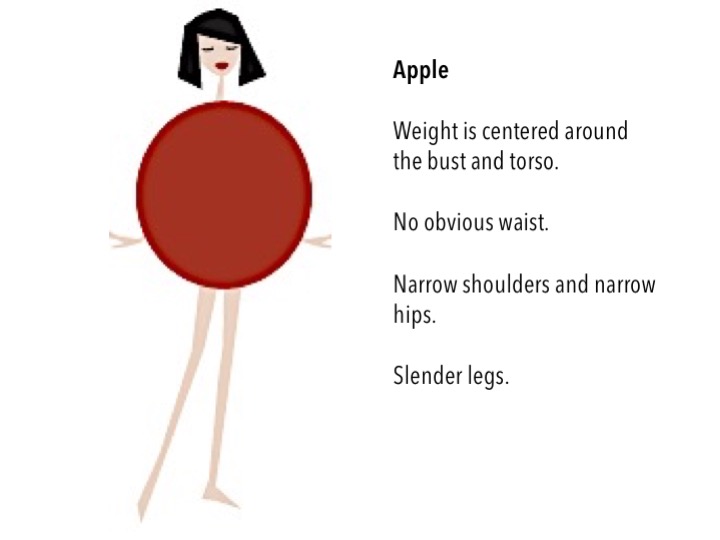 Apple
Weight is centered around
the bust and torso.
No obvious waist.
Narrow shoulders and narrow
hips.
Slender legs.